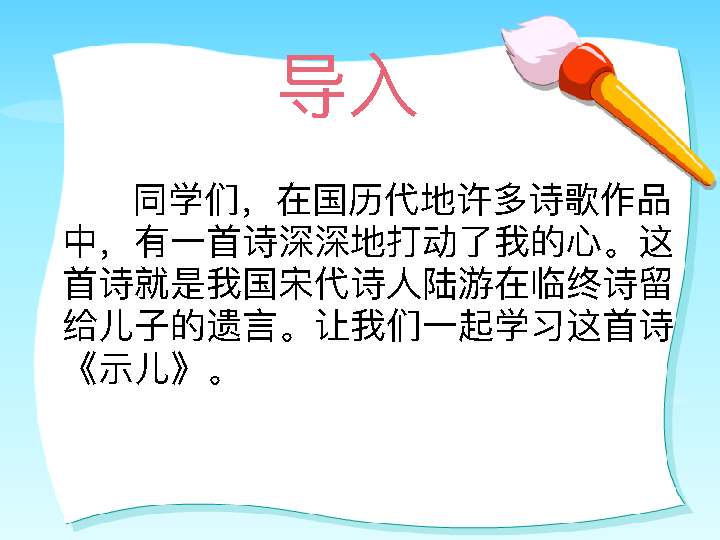 导入
同学们，在国历代地许多诗歌作品
中，有一首诗深深地打动了我的心。这
首诗就是我国宋代诗人陆游在临终诗留
给儿子的遗言。让我们一起学习这首诗
《示儿》。